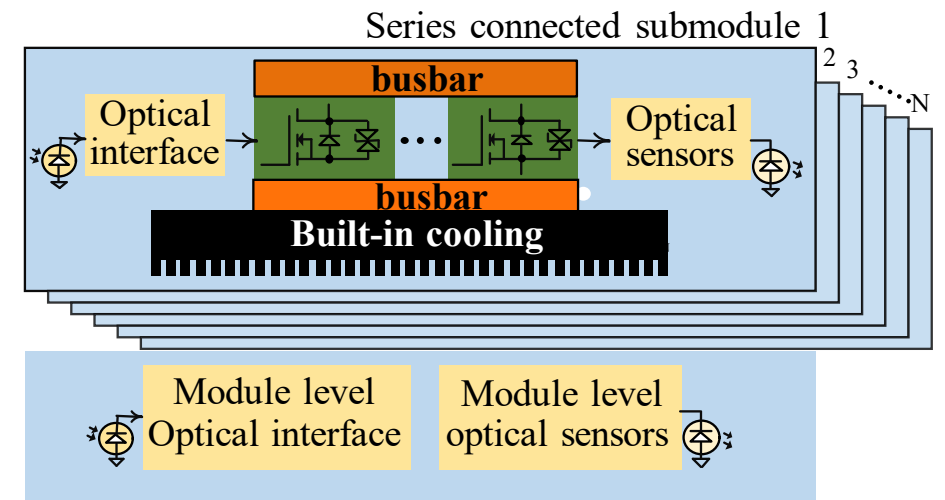 Series connected submodule 1
2
3
N
busbar
Optical
interface
Optical
sensors
busbar
Built-in cooling
Module level
Optical interface
Module level
optical sensors